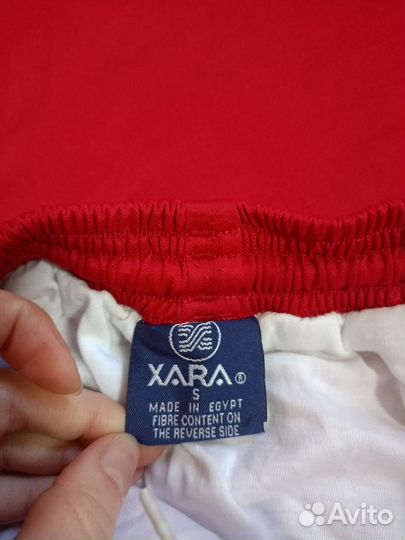 XARA®
S
MADE IN EGYPT
FIBRE CONTENT ON
THE REVERSE SIDE
Avito